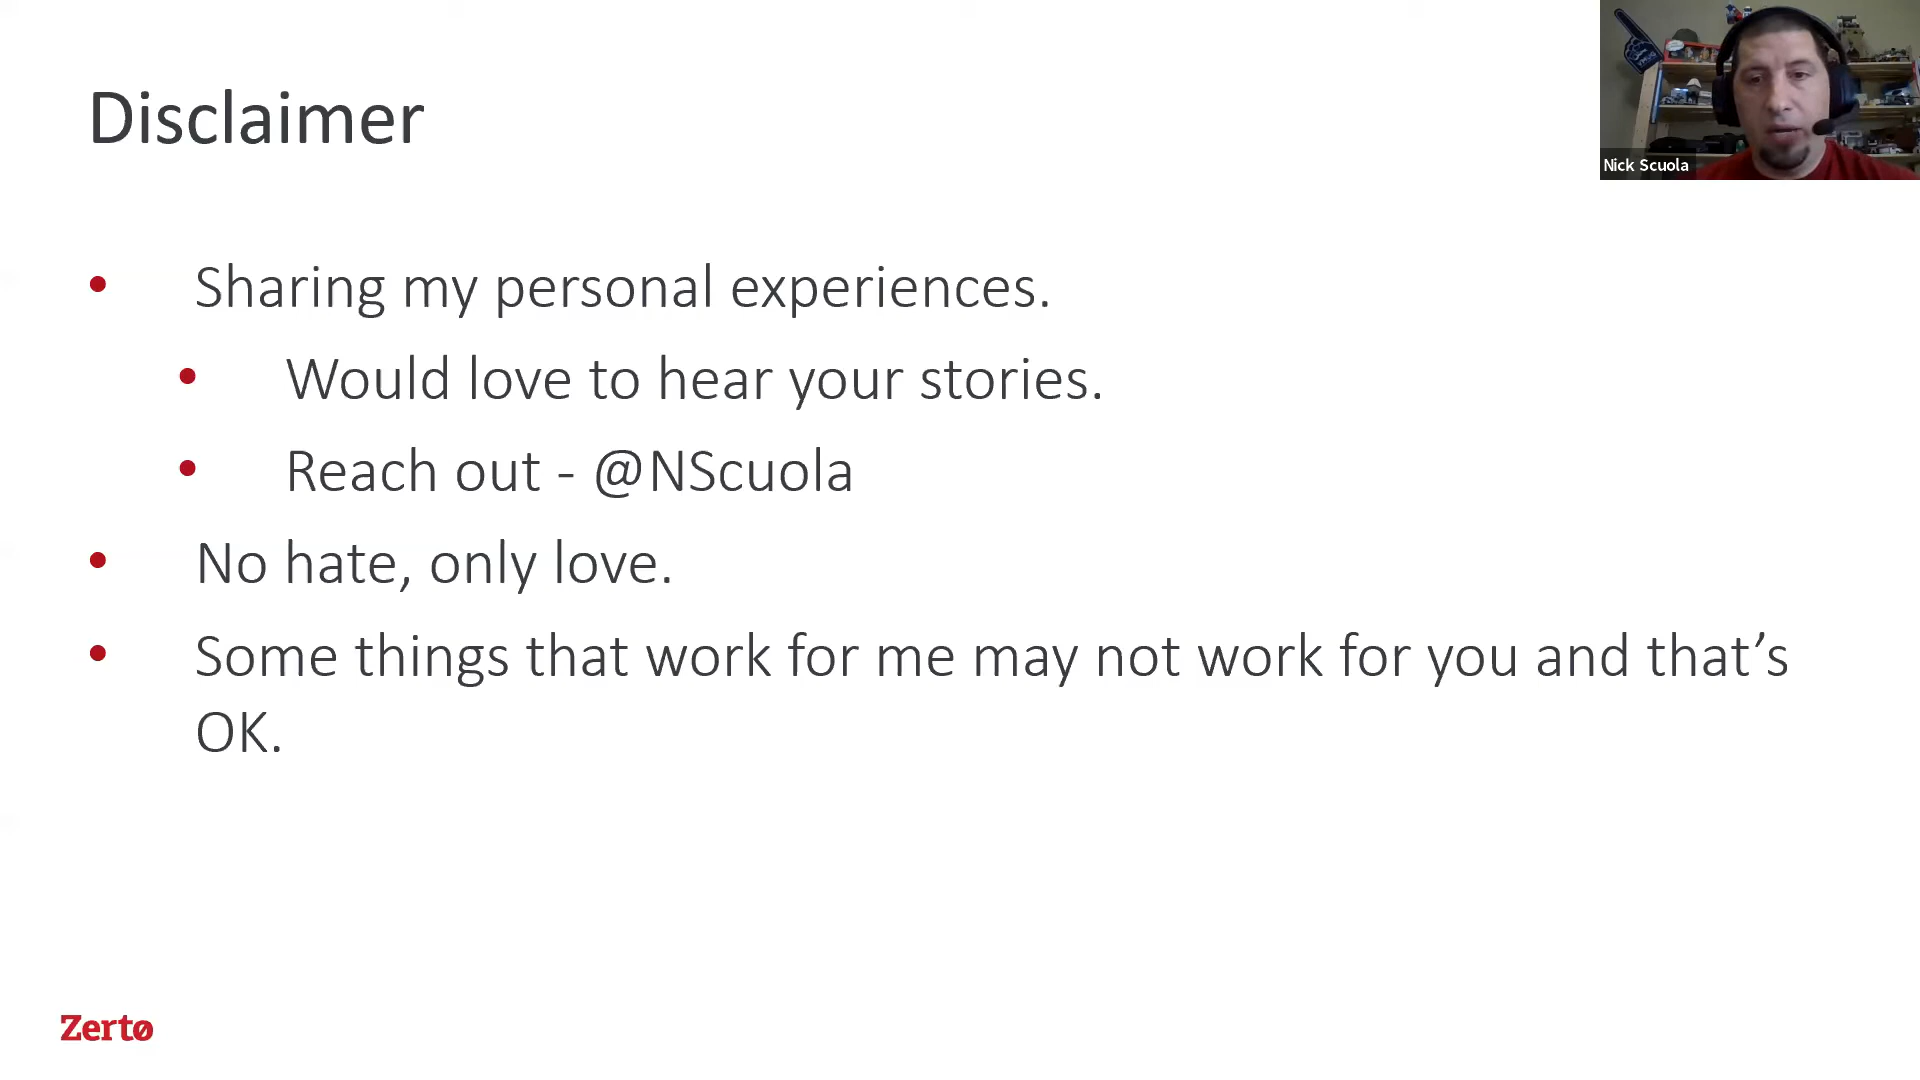 Disclaimer
Nick Scuola
• Sharing my personal experiences.
• Would love to hear your stories.
• Reach out - @NScuola
• No hate, only love.
• Some things that work for me may not work for you and that’s
OK.
Zertø